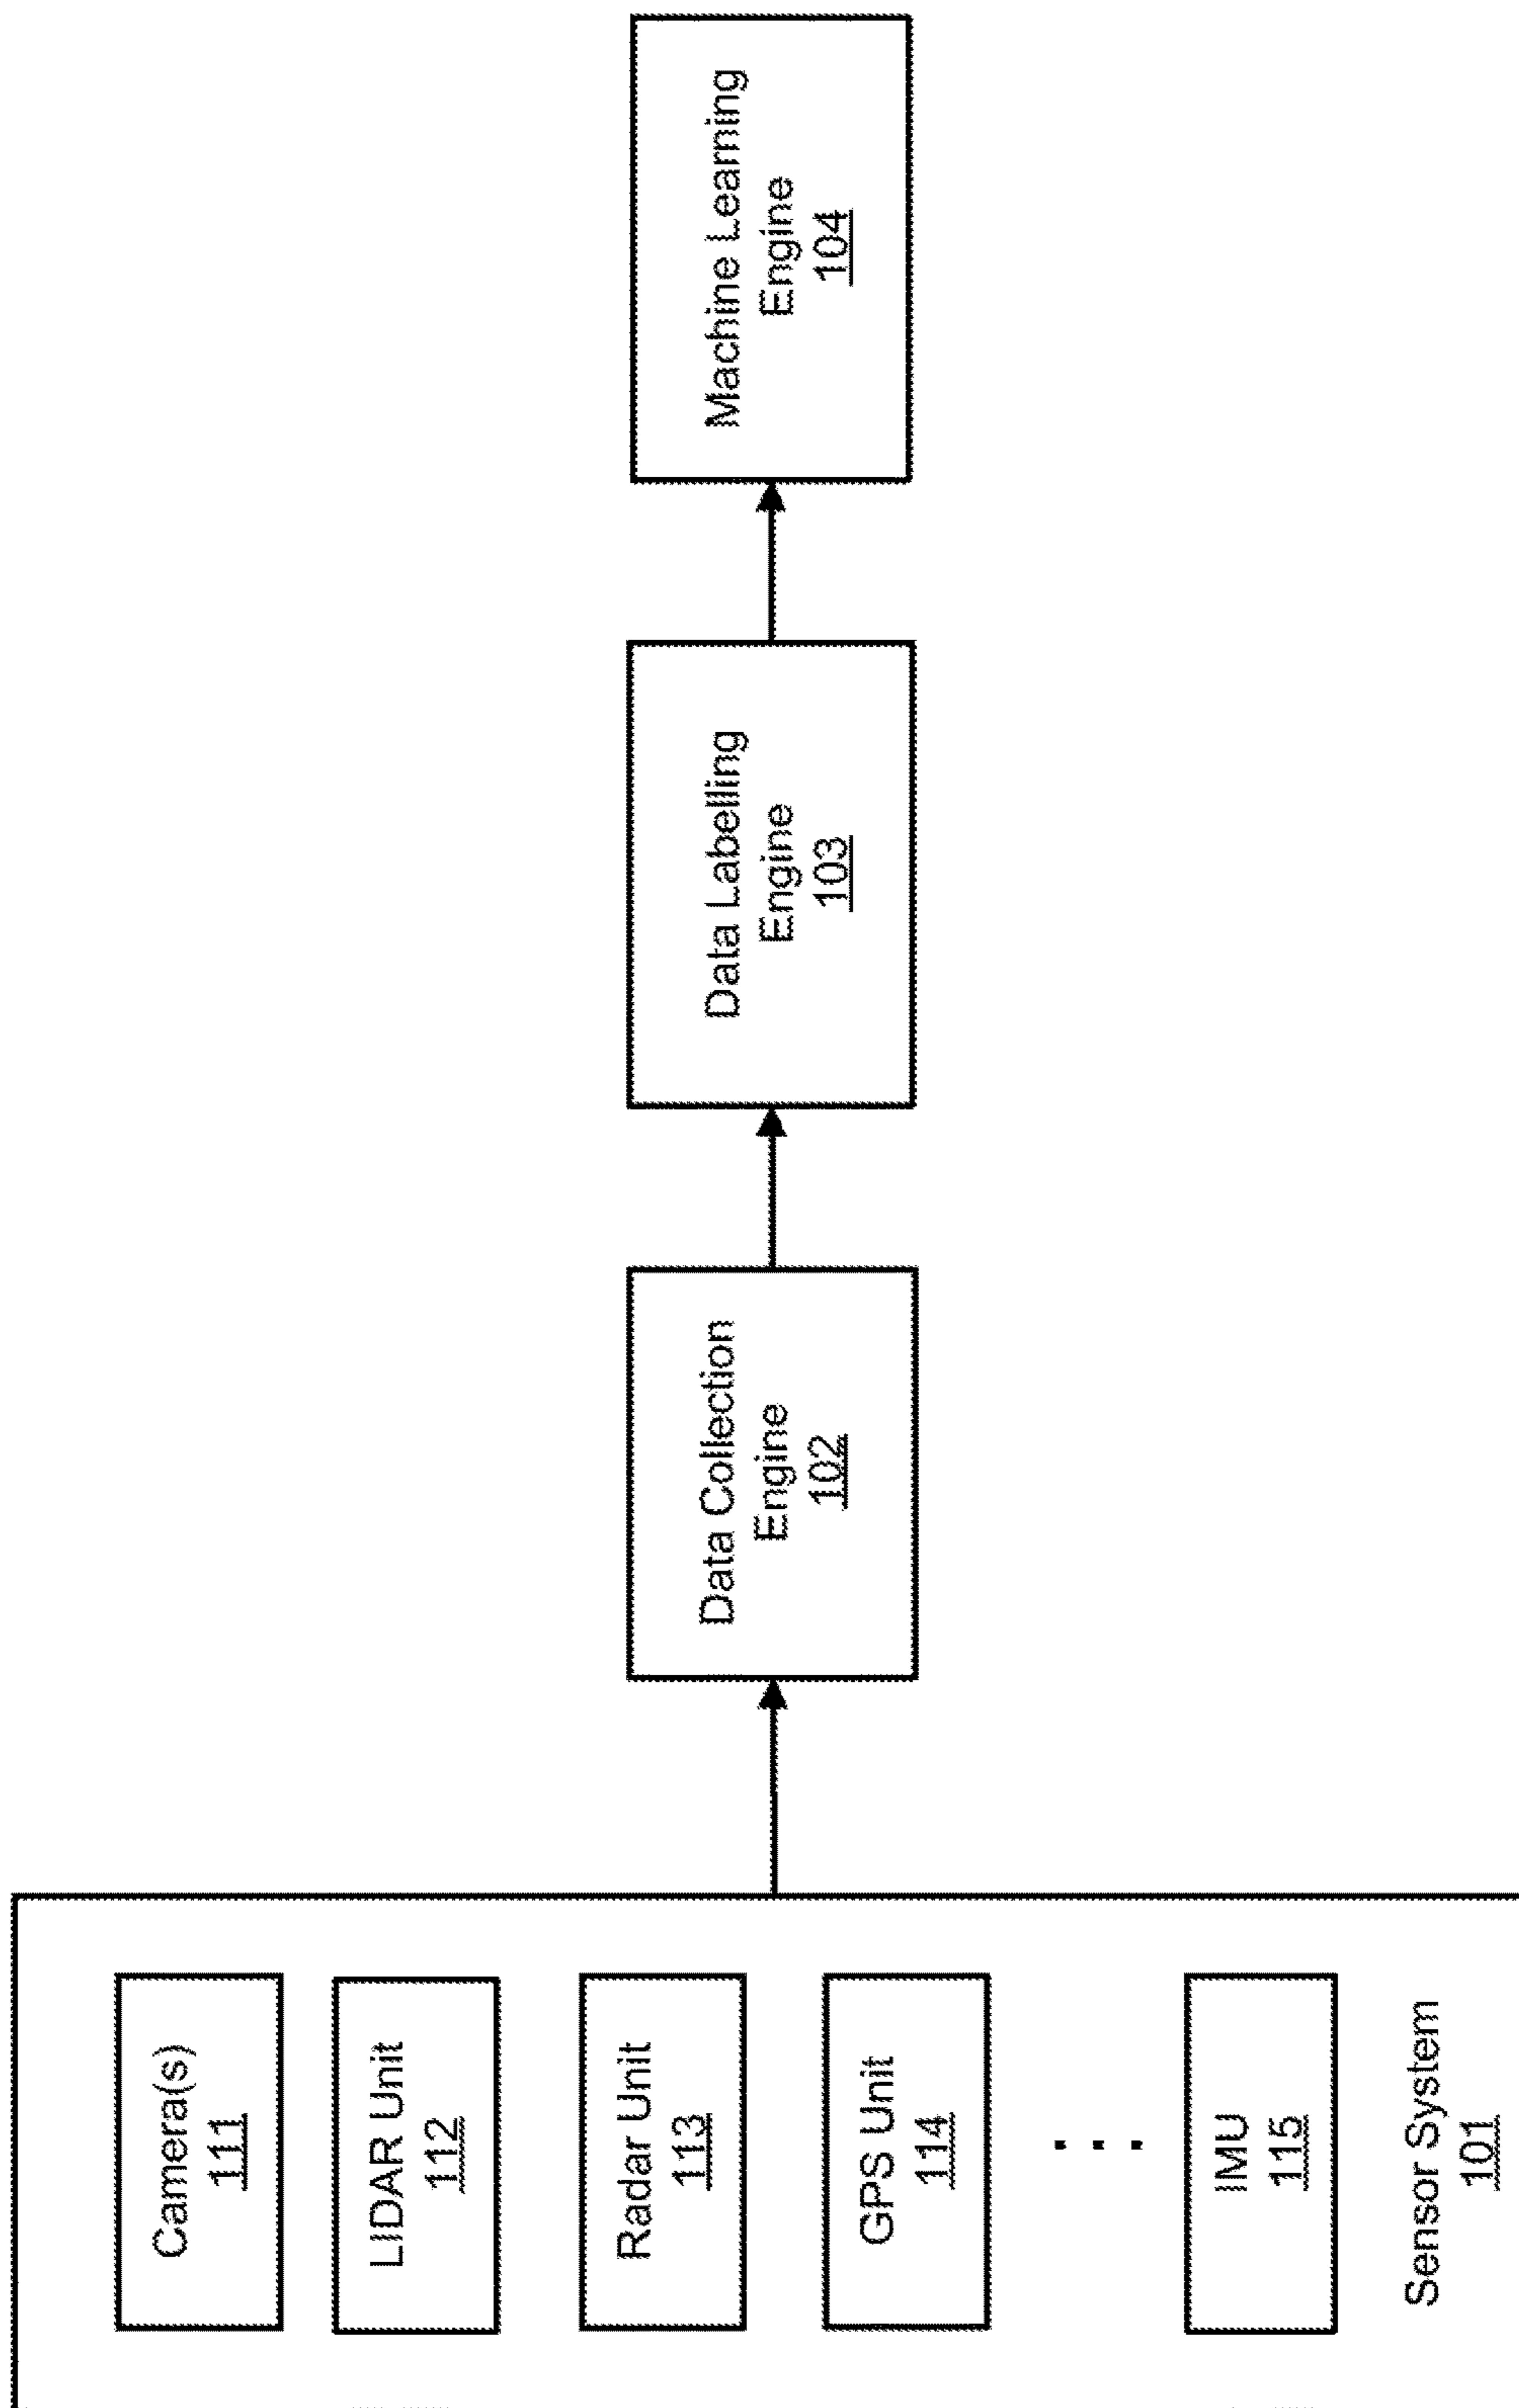 Camera(s)
111
LIDAR Unit
112
Radar Unit
113
GPS Unit
114
. . .
IMU
115
Sensor System
101
Data Collection
Engine
102
Data Labelling
Engine
103
Machine Learning
Engine
104